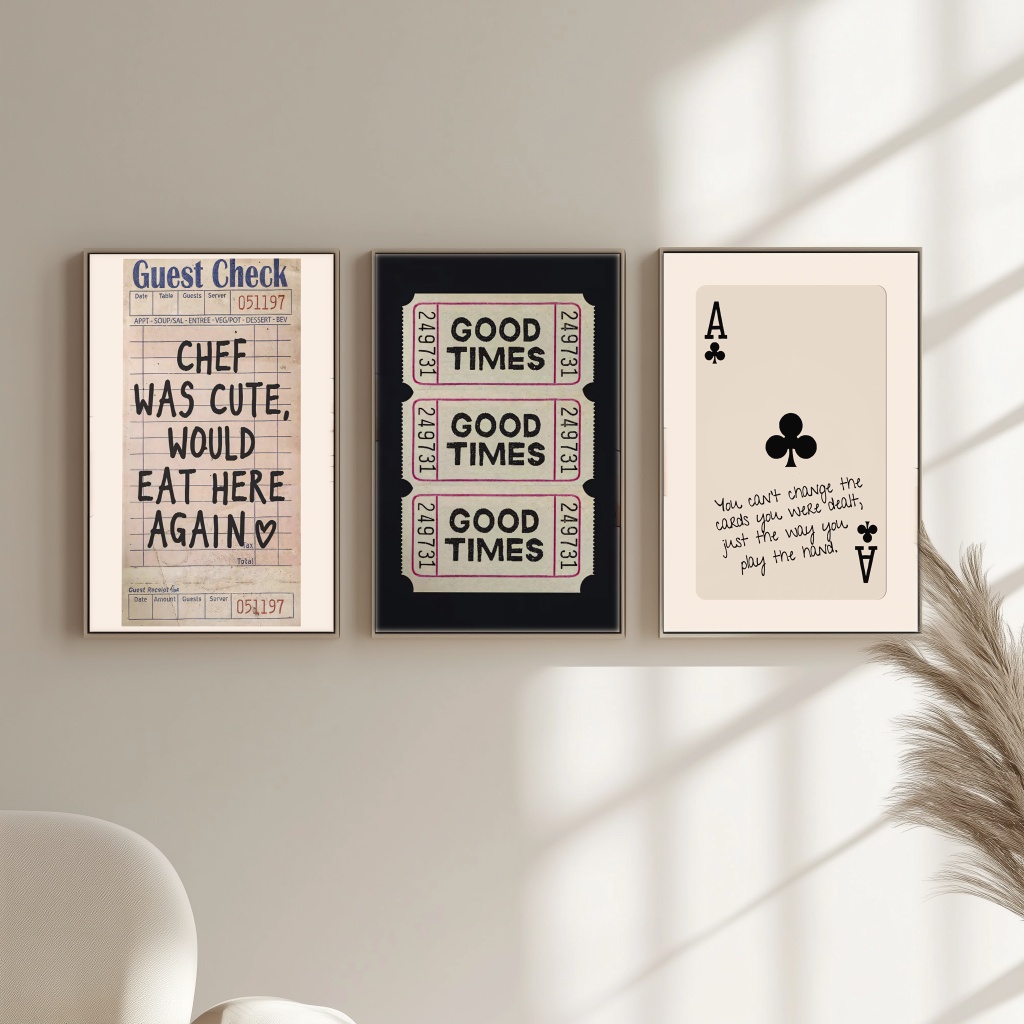 Guest Check
Date Table Guests Server 051197
APPT - SOUP/SAL - ENTREE - VEG/POT - DESSERT - BEV
CHEF
WAS CUTE,
WOULD
EAT HERE
AGAIN♡
Tax
Total
Guest Receipt
Date Amount Guests Server 051197
249731 GOOD TIMES 249731
249731 GOOD TIMES 249731
249731 GOOD TIMES 249731
A
You can't change the
cards you were dealt,
just the way you
play the hand.
A